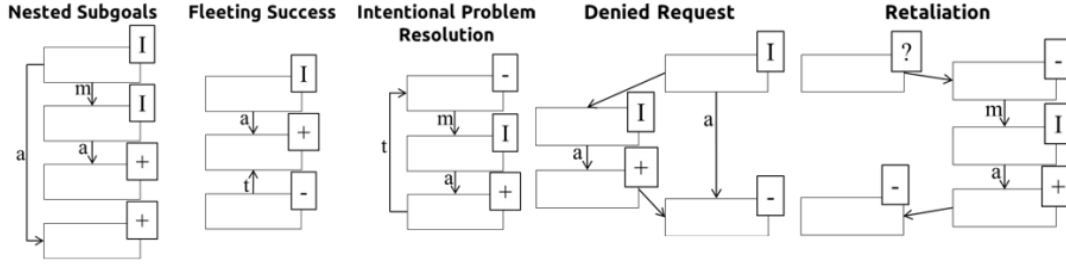 Nested Subgoals
I
m
I
a
a
+
+
Fleeting Success
I
a
+
t
-
Intentional Problem
Resolution
-
m
I
t
a
+
Denied Request
I
I
a
a
+
-
Retaliation
?
-
m
I
a
-
+